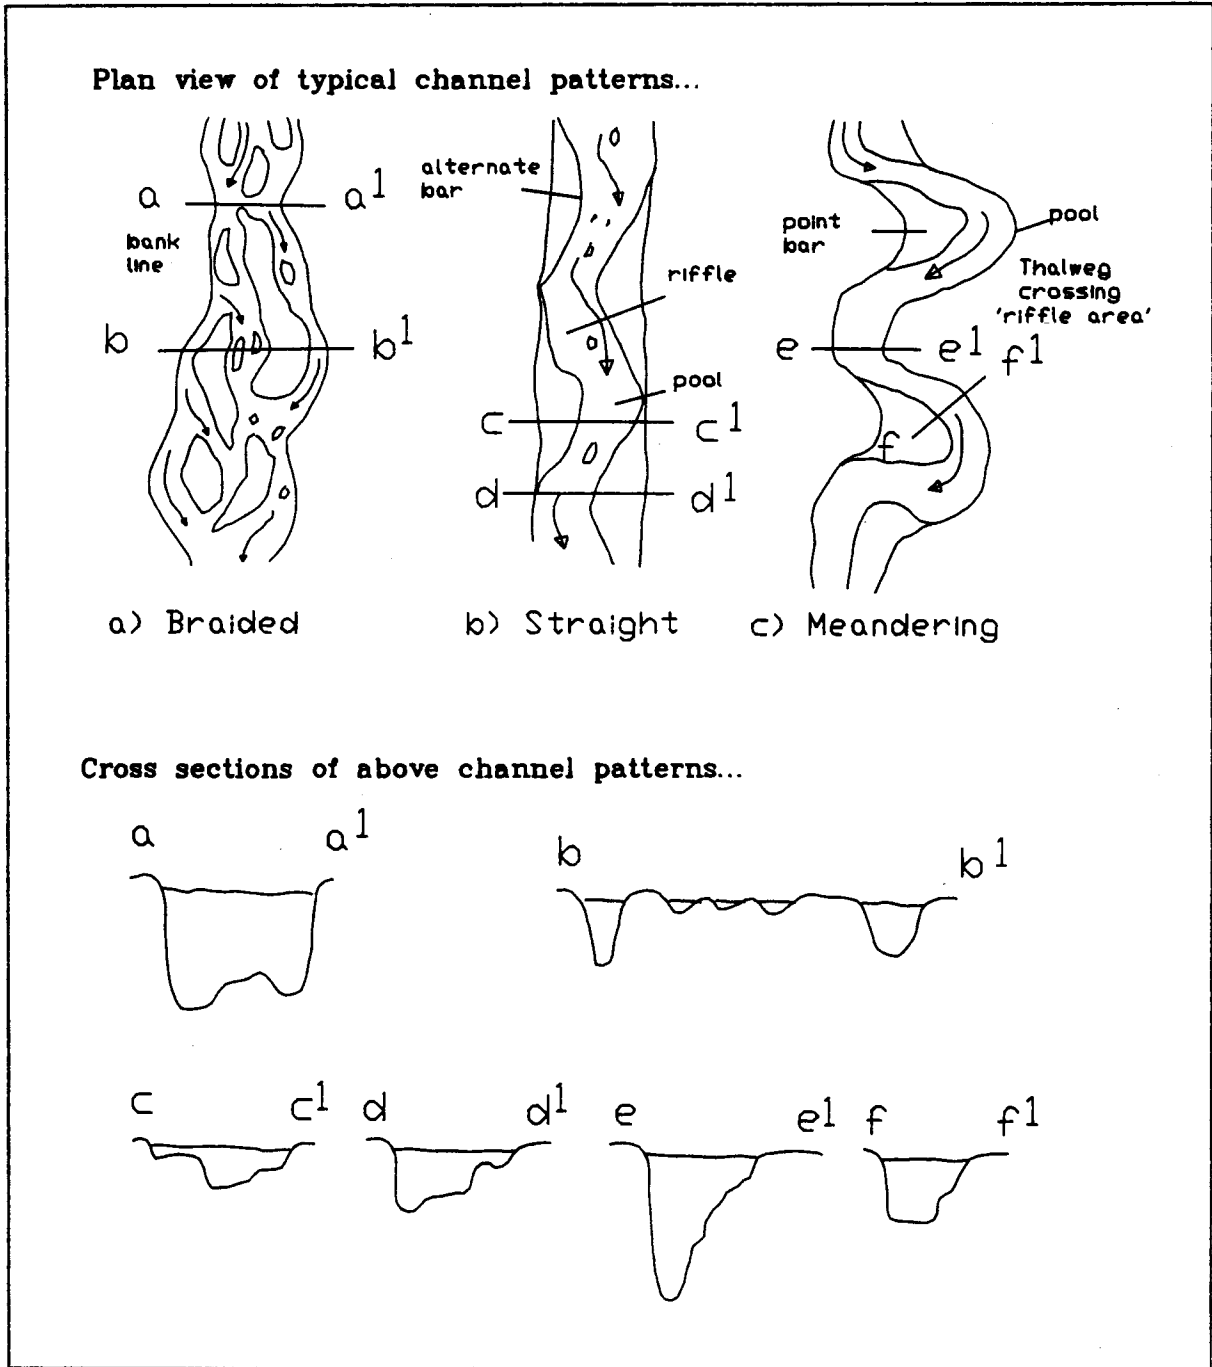 Plan view of typical channel patterns...
a a1
bank
line
b b1
a) Braided
alternate
bar
riffle
pool
c c1
d d1
b) Straight
point
bar
pool
Thalweg
crossing
'riffle area'
e e1 f1
f
c) Meandering
Cross sections of above channel patterns...
a a1
b b1
c c1
d d1
e e1
f f1